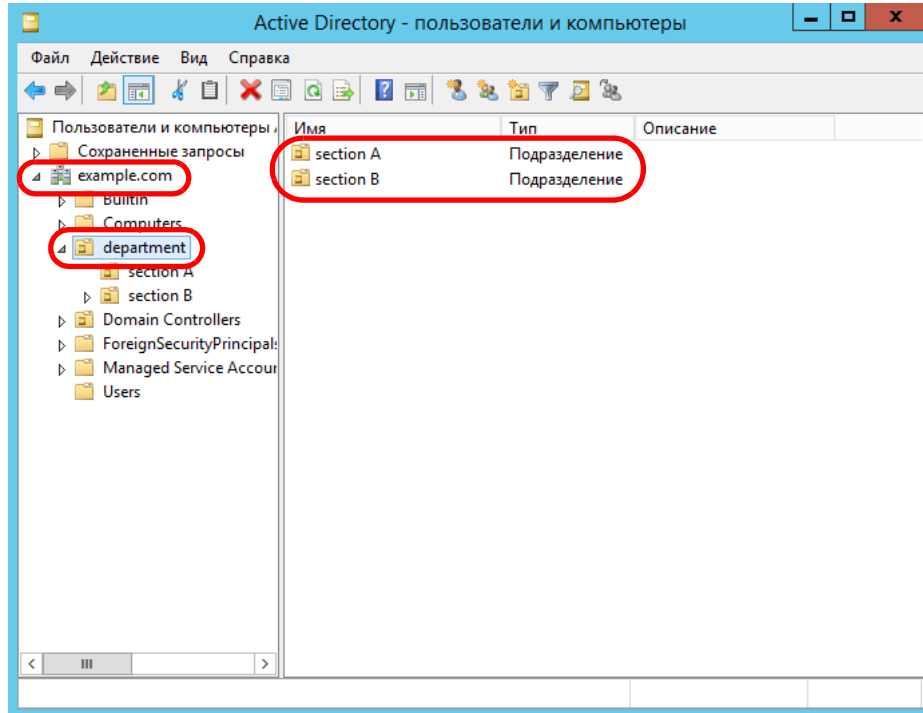 Active Directory - пользователи и компьютеры
Файл Действие Вид Справка
Пользователи и компьютеры
Имя Тип Описание
Сохраненные запросы
section A Подразделение
example.com
section B Подразделение
Builtin
Computers
department
section A
section B
Domain Controllers
ForeignSecurityPrincipals
Managed Service Accoun
Users